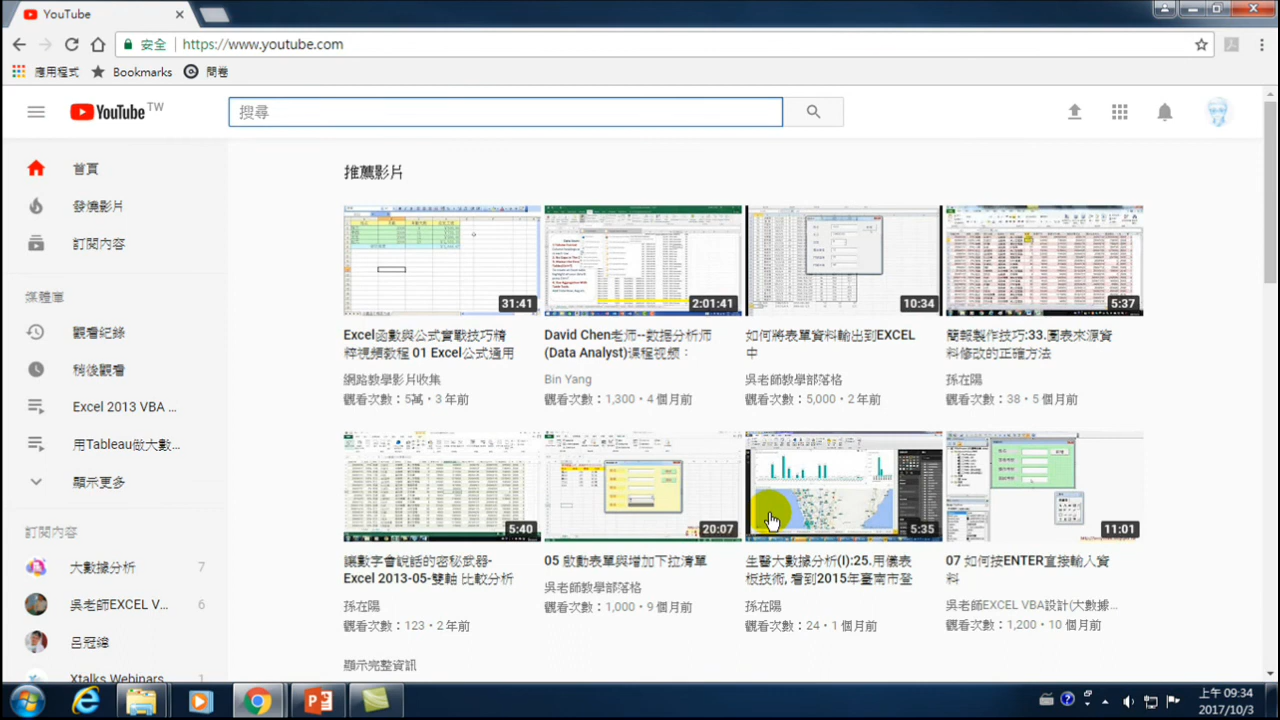 YouTube
安全
https://www.youtube.com
應用程式
Bookmarks
問卷
YouTube TW
搜尋
首頁
發燒影片
訂閱內容
媒體庫
觀看紀錄
稍後觀看
Excel 2013 VBA ...
用Tableau做大數...
顯示更多
訂閱內容
大數據分析 7
吳老師EXCEL V... 6
呂冠緯
Xtalks Webinars 1
推薦影片
31:41
Excel函數與公式實戰技巧精
粹視頻教程 01 Excel公式通用
網路教學影片收集
觀看次數：5萬・3 年前
2:01:41
David Chen老师--数据分析师
(Data Analyst)课程视频：
Bin Yang
觀看次數：1,300・4 個月前
10:34
如何將表單資料輸出到EXCEL
中
吳老師教學部落格
觀看次數：5,000・2 年前
5:37
簡報製作技巧:33.圖表來源資
料修改的正確方法
孫在陽
觀看次數：38・5 個月前
5:40
讓數字會說話的密秘武器-
Excel 2013-05-雙軸 比較分析
孫在陽
觀看次數：123・2 年前
20:07
05 啟動表單與增加下拉清單
吳老師教學部落格
觀看次數：1,000・9 個月前
5:35
生醫大數據分析(I):25.用儀表
板技術, 看到2015年臺南市登
孫在陽
觀看次數：24・1 個月前
11:01
07 如何按ENTER直接輸入資
料
吳老師EXCEL VBA設計(大數據...
觀看次數：1,200・10 個月前
顯示完整資訊
上午 09:34
2017/10/3